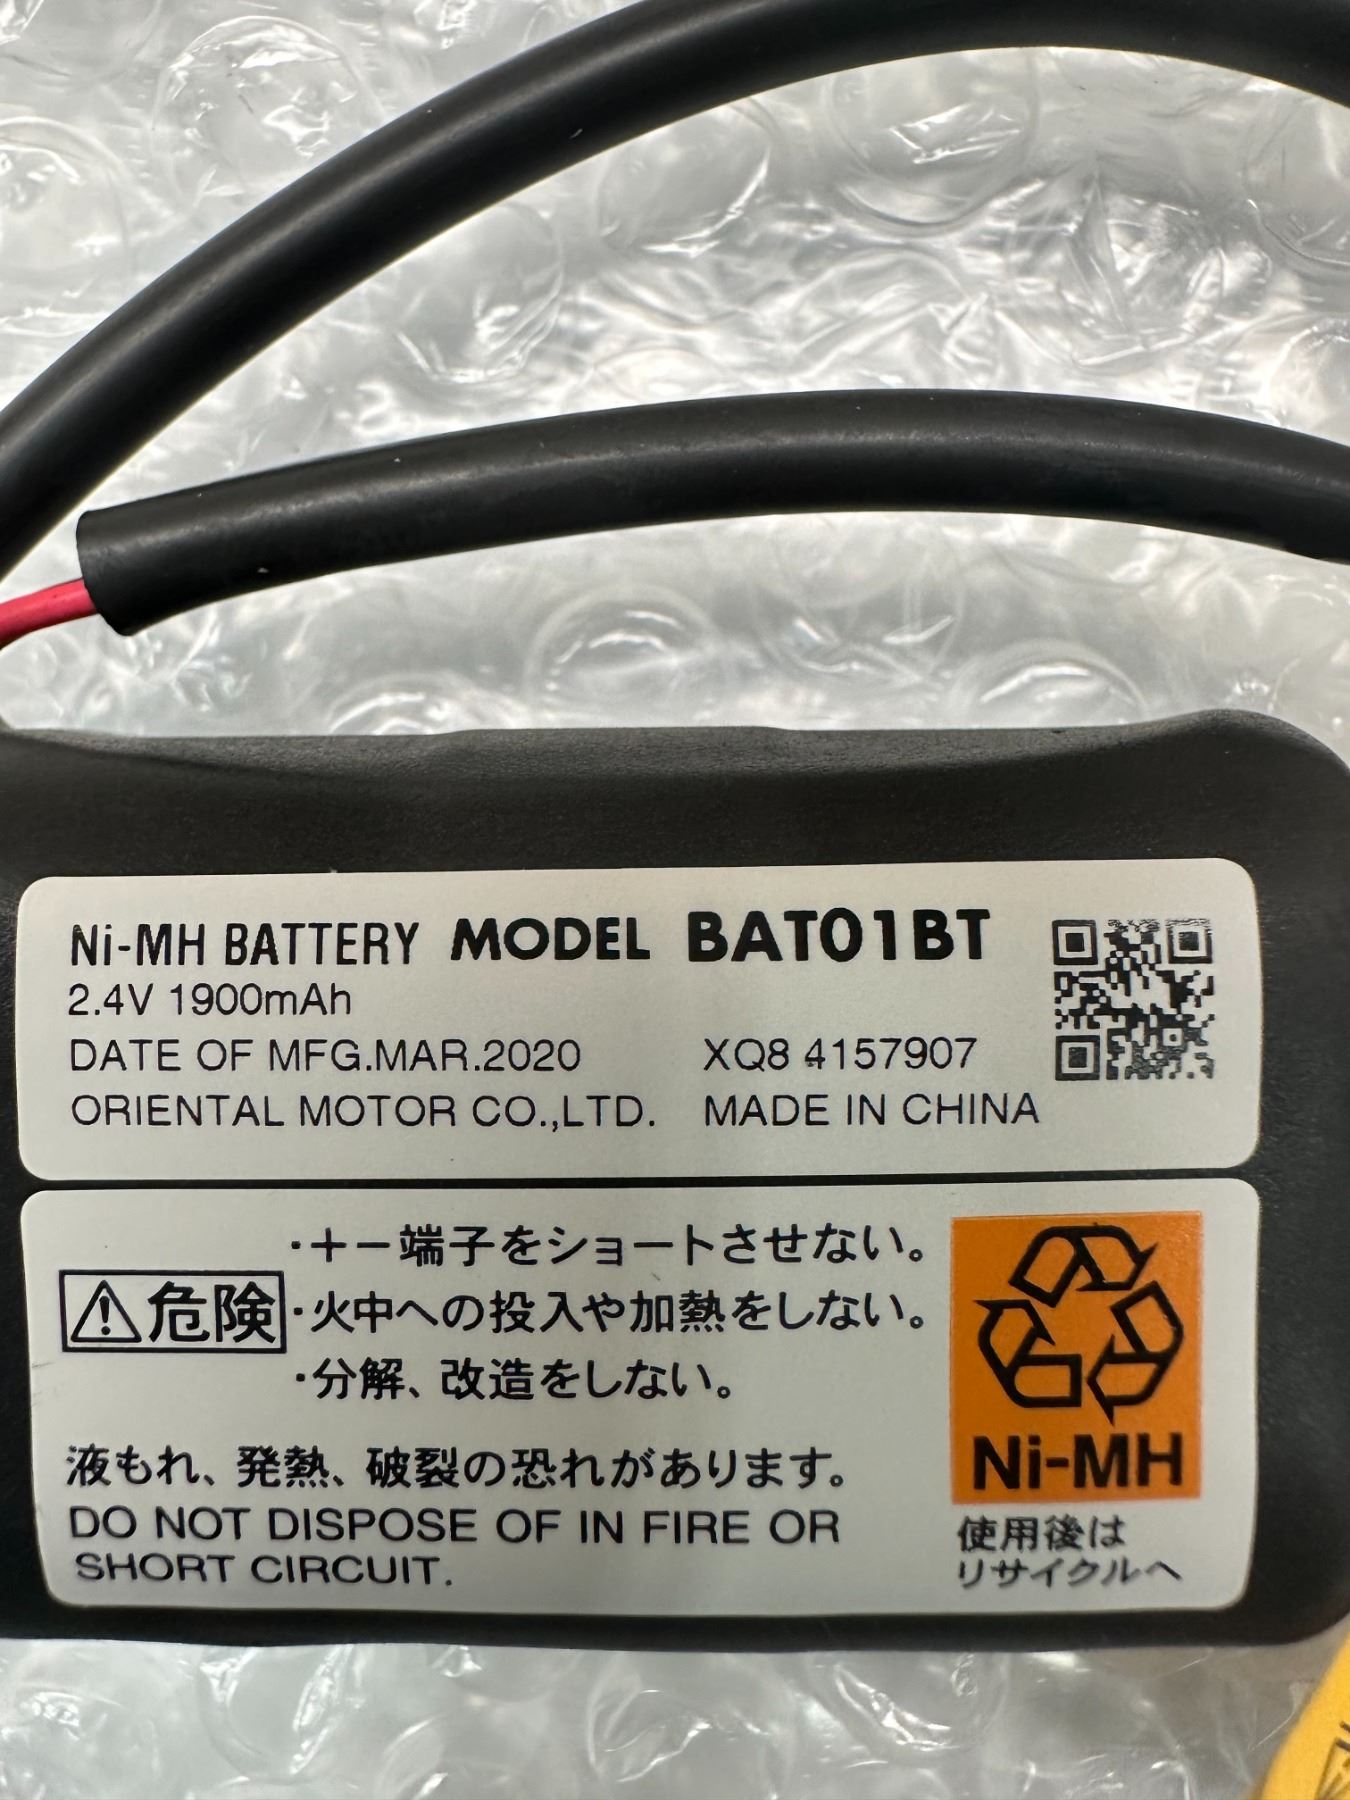 Ni-MH BATTERY MODEL BAT01BT
2.4V 1900mAh
DATE OF MFG.MAR.2020 XQ8 4157907
ORIENTAL MOTOR CO.,LTD. MADE IN CHINA
危険
・＋－端子をショートさせない。
・火中への投入や加熱をしない。
・分解、改造をしない。
液もれ、発熱、破裂の恐れがあります。
DO NOT DISPOSE OF IN FIRE OR
SHORT CIRCUIT.
Ni-MH
使用後は
リサイクルへ